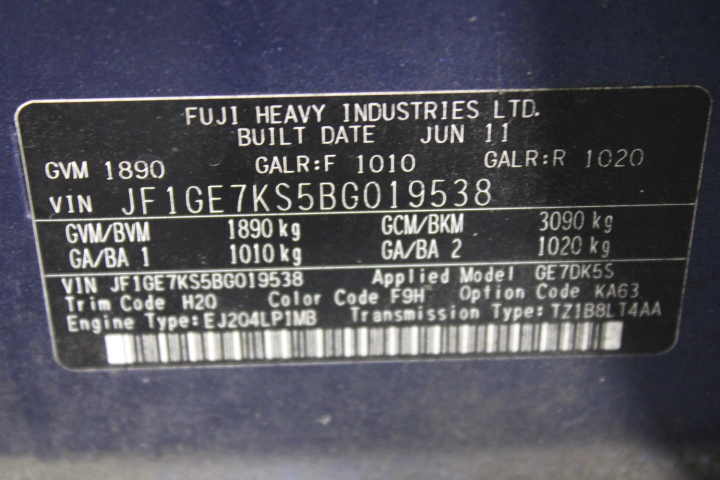 FUJI HEAVY INDUSTRIES LTD.
BUILT DATE JUN 11
GVM 1890 GALR:F 1010 GALR:R 1020
VIN JF1GE7KS5BG019538
GVM/BVM 1890 kg GCM/BKM 3090 kg
GA/BA 1 1010 kg GA/BA 2 1020 kg
VIN JF1GE7KS5BG019538 Applied Model GE7DK5S
Trim Code H20 Color Code F9H Option Code KA63
Engine Type:EJ204LP1MB Transmission Type:TZ1B8LT4AA